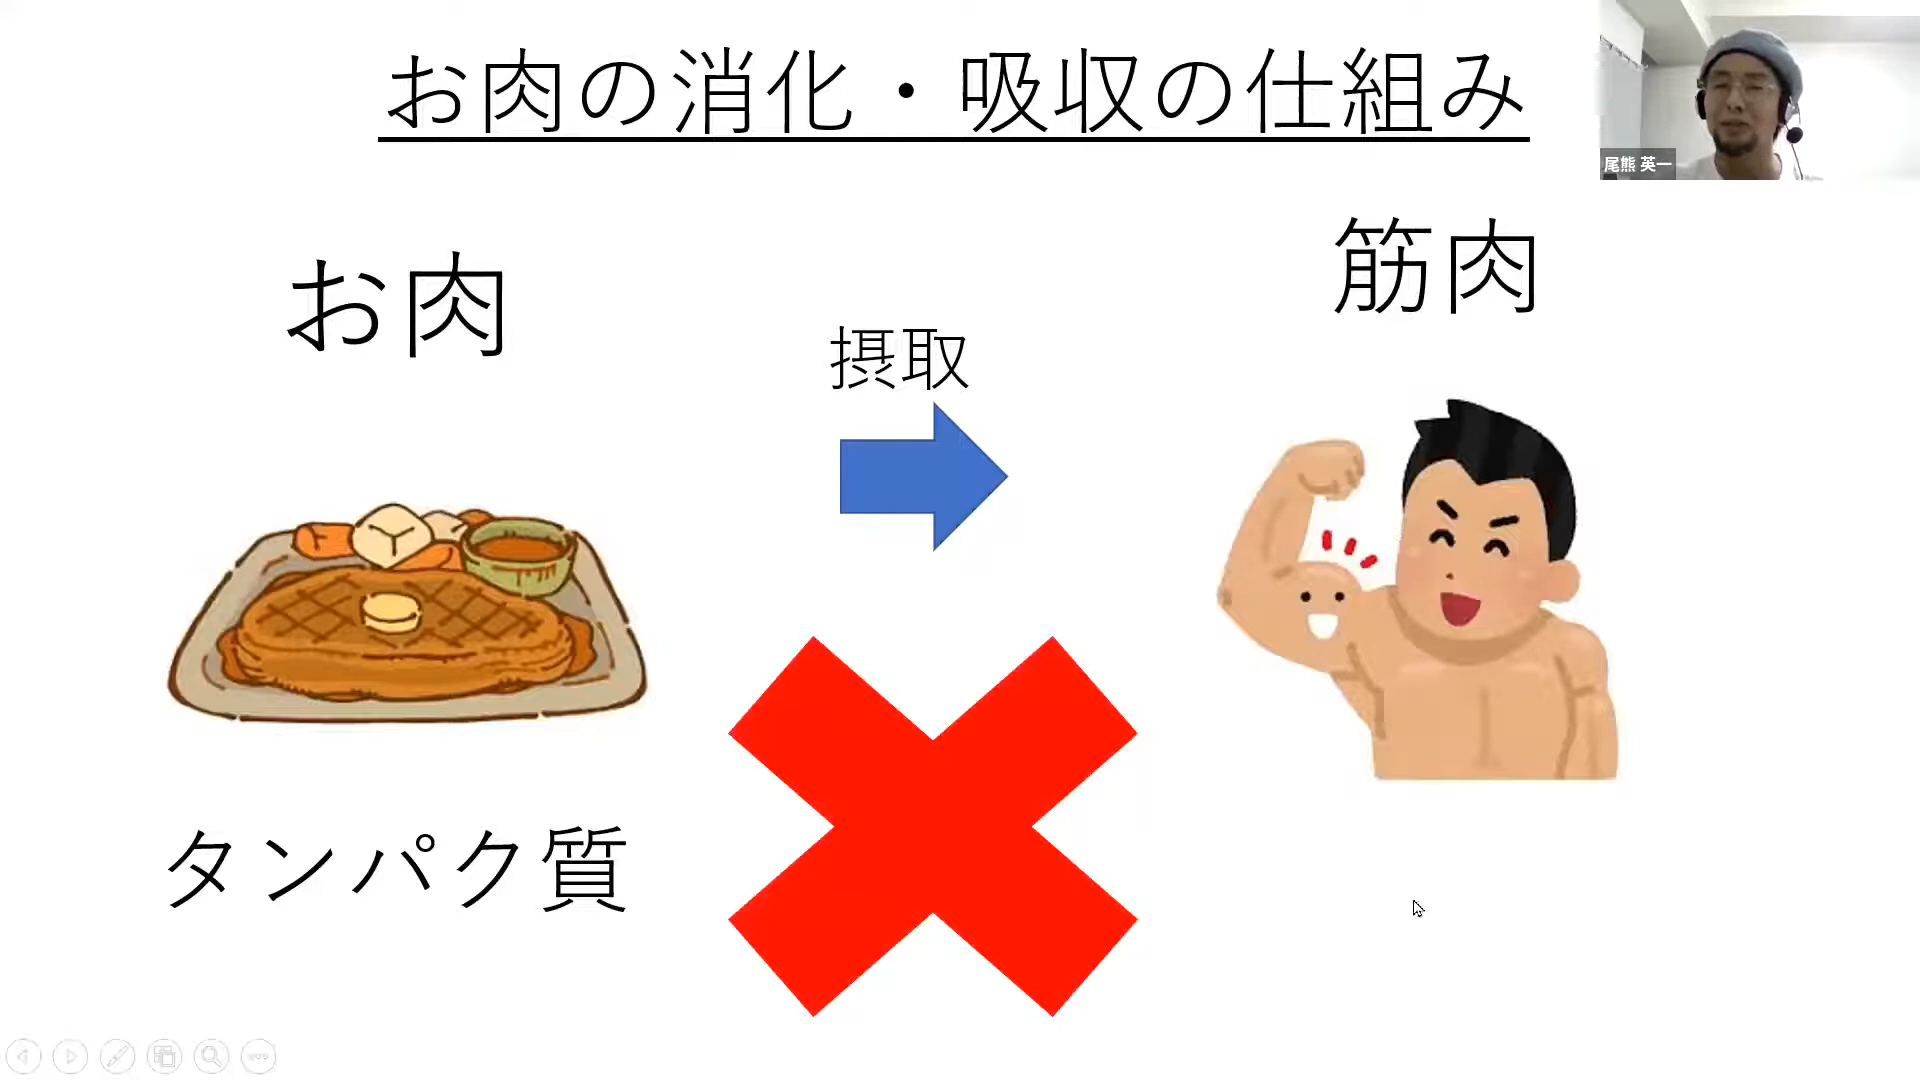 お肉の消化・吸収の仕組み
尾熊 英一
お肉
筋肉
摂取
タンパク質